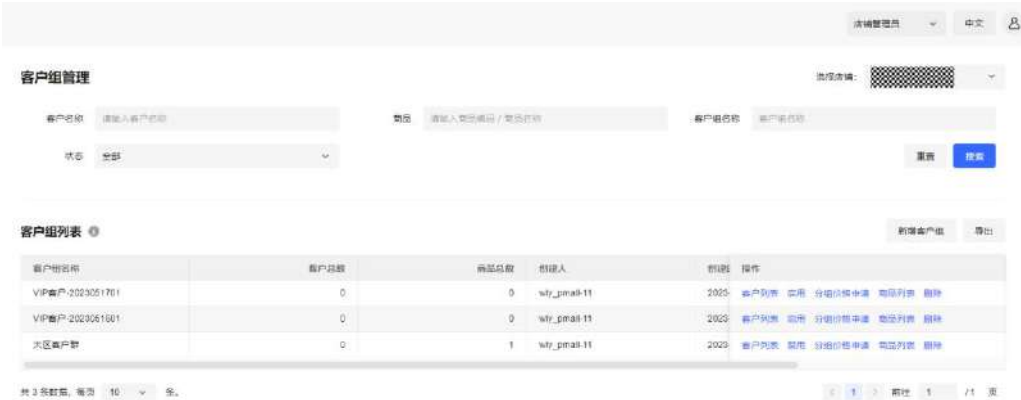 店铺管理员 中文
客户组管理 选择店铺:
客户名称 请输入客户名称 商品 请输入商品编码 / 商品名称 客户组名称 客户组名称
状态 全部 重置 搜索
客户组列表 新增客户组 导出
客户组名称 客户总数 商品总数 创建人 操作
VIP客户-2023051701 0 0 wly_pmall-11 2023- 客户列表 启用 分组价格申请 商品列表 删除
VIP客户-2023051601 0 0 wly_pmall-11 2023- 客户列表 启用 分组价格申请 商品列表 删除
大区客户群 0 1 wly_pmall-11 2023- 客户列表 禁用 分组价格申请 商品列表 删除
共 3 条数据, 每页 10 条。 1 前往 1 /1 页